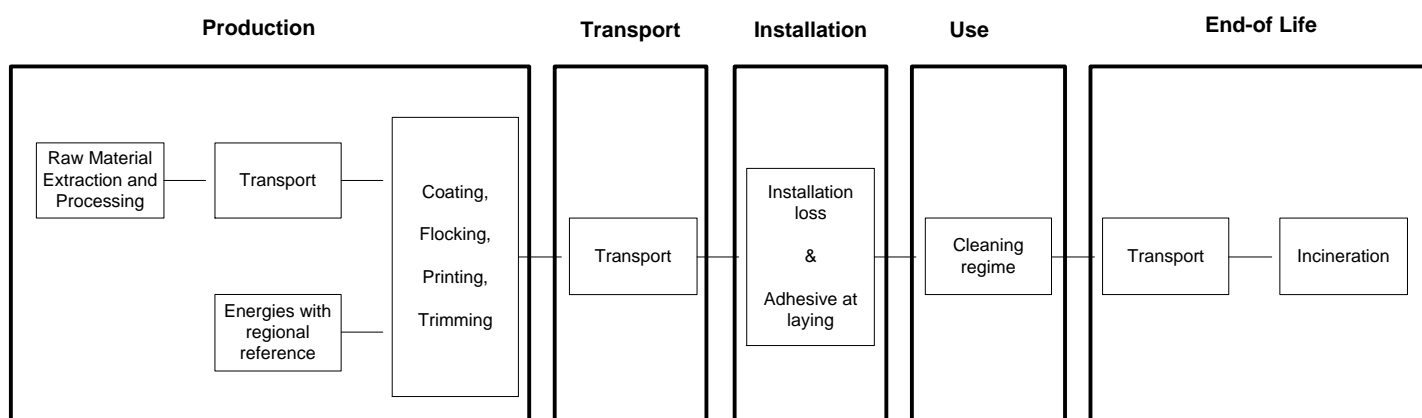 Production
Transport
Installation
Use
End-of Life
Raw Material
Extraction and
Processing
Transport
Energies with
regional
reference
Coating,
Flocking,
Printing,
Trimming
Transport
Installation
loss
&
Adhesive at
laying
Cleaning
regime
Transport
Incineration